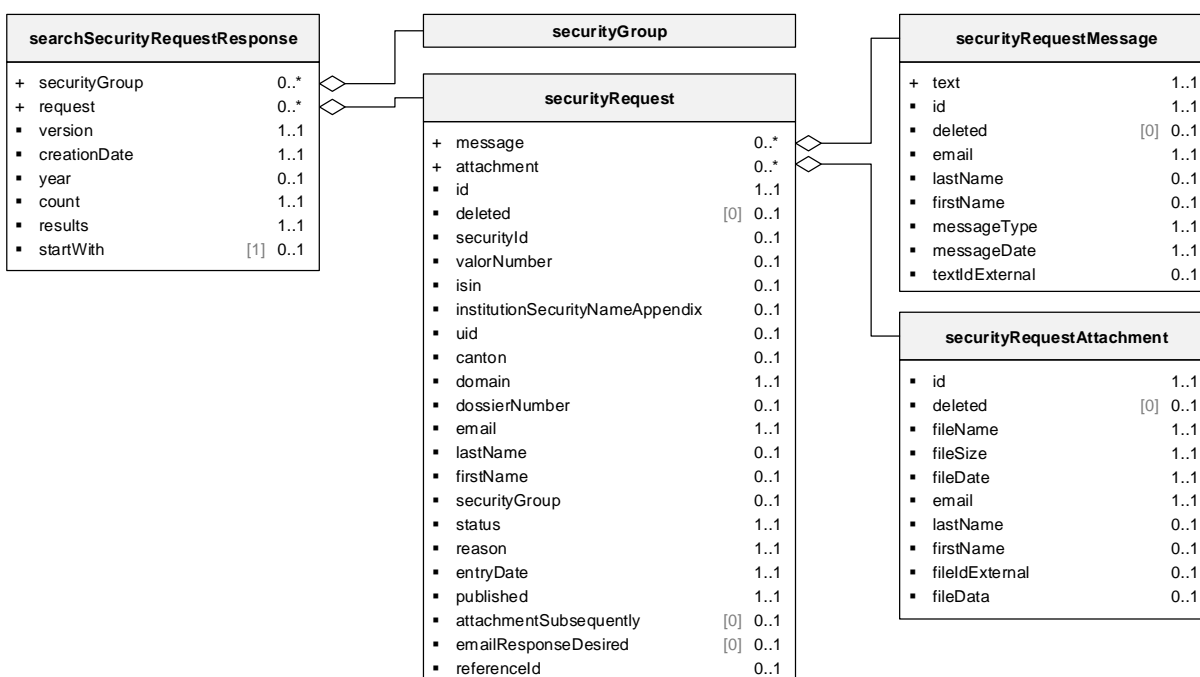 searchSecurityRequestResponse
+ securityGroup 0..*
+ request 0..*
▪ version 1..1
▪ creationDate 1..1
▪ year 0..1
▪ count 1..1
▪ results 1..1
▪ startWith [1] 0..1
securityGroup
securityRequest
+ message 0..*
+ attachment 0..*
▪ id 1..1
▪ deleted [0] 0..1
▪ securityId 0..1
▪ valorNumber 0..1
▪ isin 0..1
▪ institutionSecurityNameAppendix 0..1
▪ uid 0..1
▪ canton 0..1
▪ domain 1..1
▪ dossierNumber 0..1
▪ email 1..1
▪ lastName 0..1
▪ firstName 0..1
▪ securityGroup 0..1
▪ status 1..1
▪ reason 1..1
▪ entryDate 1..1
▪ published 1..1
▪ attachmentSubsequently [0] 0..1
▪ emailResponseDesired [0] 0..1
▪ referenceId 0..1
securityRequestMessage
+ text 1..1
▪ id 1..1
▪ deleted [0] 0..1
▪ email 1..1
▪ lastName 0..1
▪ firstName 0..1
▪ messageType 1..1
▪ messageDate 1..1
▪ textIdExternal 0..1
securityRequestAttachment
▪ id 1..1
▪ deleted [0] 0..1
▪ fileName 1..1
▪ fileSize 1..1
▪ fileDate 1..1
▪ email 1..1
▪ lastName 0..1
▪ firstName 0..1
▪ fileIdExternal 0..1
▪ fileData 0..1